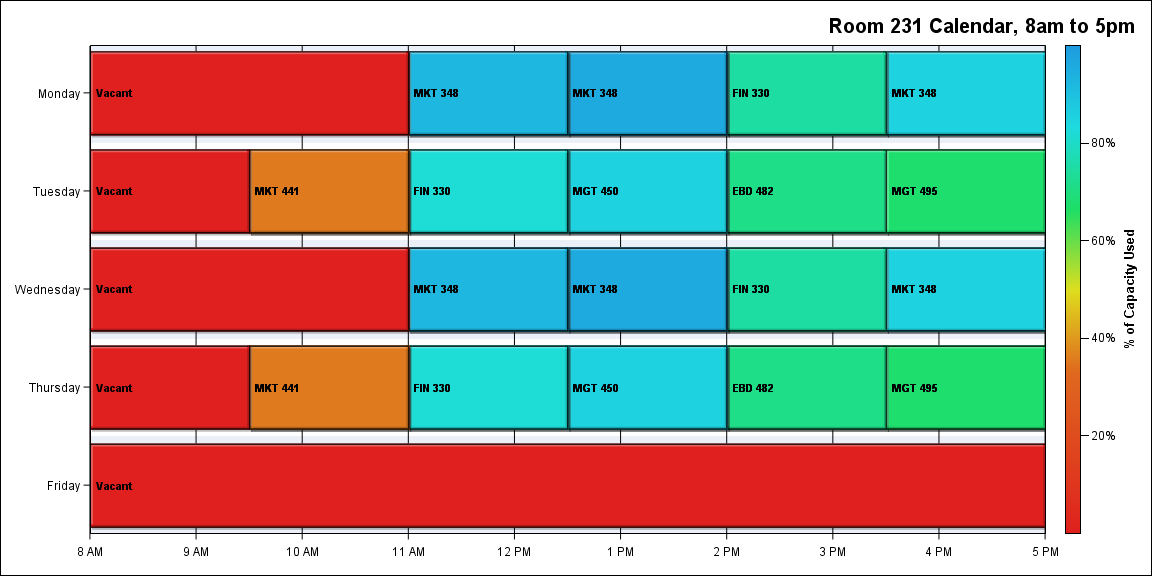 Room 231 Calendar, 8am to 5pm
Monday
Vacant
MKT 348
MKT 348
FIN 330
MKT 348
Tuesday
Vacant
MKT 441
FIN 330
MGT 450
EBD 482
MGT 495
Wednesday
Vacant
MKT 348
MKT 348
FIN 330
MKT 348
Thursday
Vacant
MKT 441
FIN 330
MGT 450
EBD 482
MGT 495
Friday
Vacant
8 AM
9 AM
10 AM
11 AM
12 PM
1 PM
2 PM
3 PM
4 PM
5 PM
80%
60%
40%
20%
% of Capacity Used